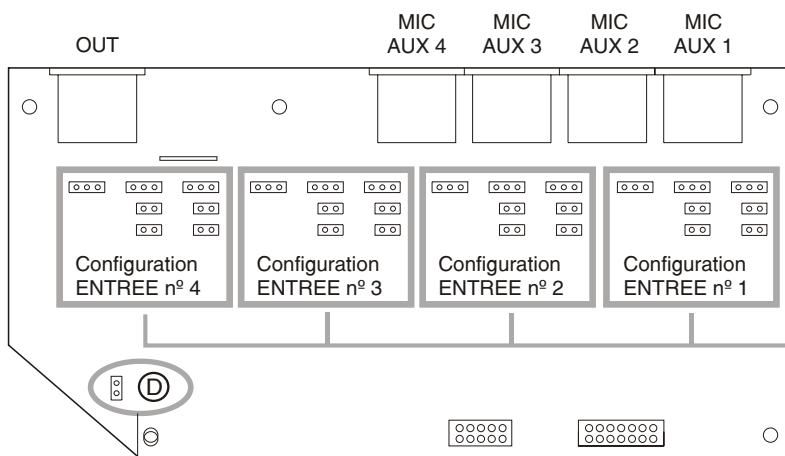 OUT
MIC
AUX 4
MIC
AUX 3
MIC
AUX 2
MIC
AUX 1
Configuration
ENTREE nº 4
Configuration
ENTREE nº 3
Configuration
ENTREE nº 2
Configuration
ENTREE nº 1
D